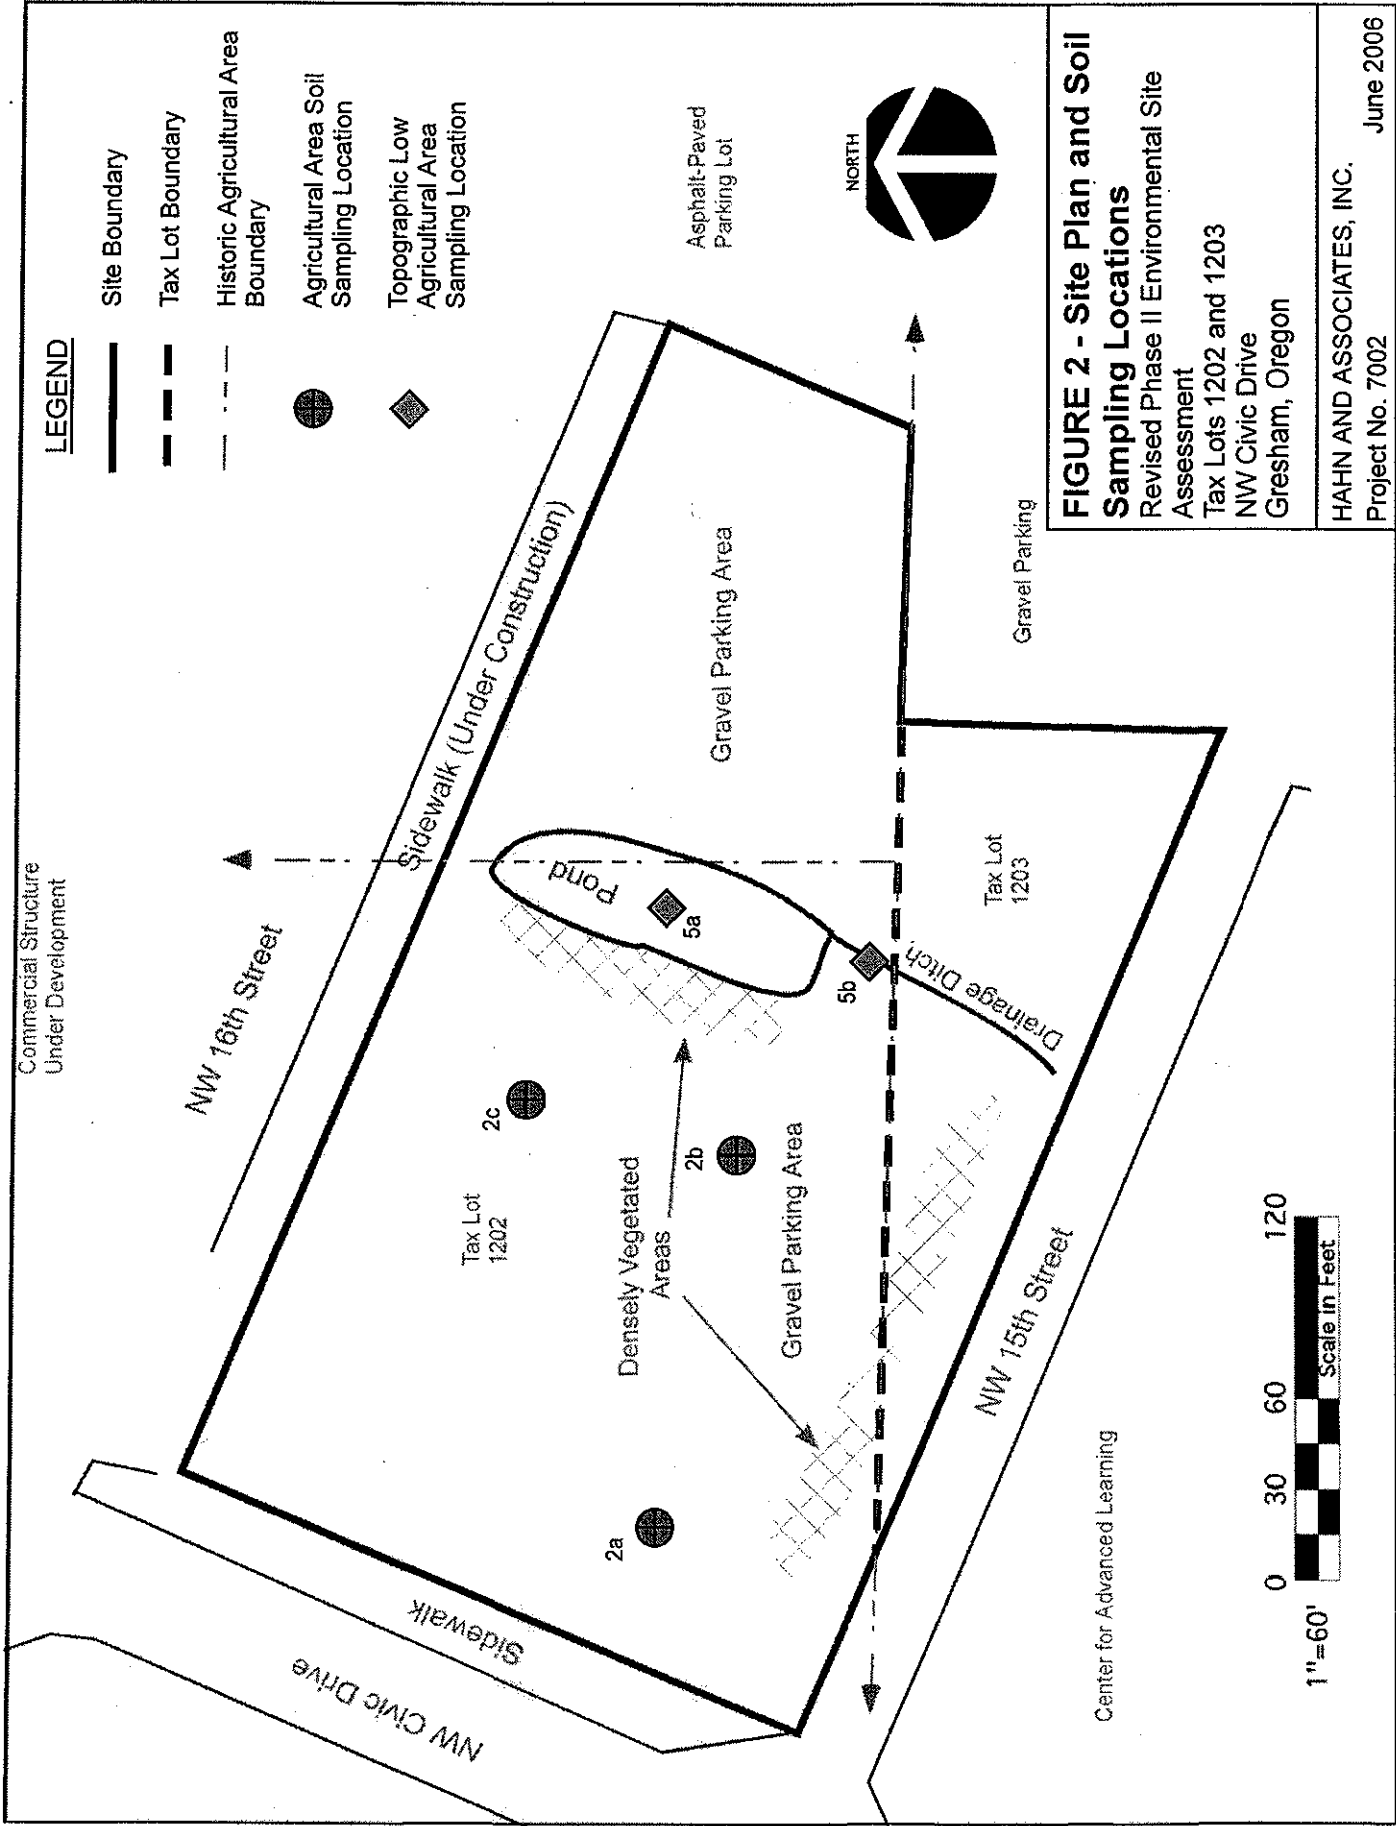 Commercial Structure
Under Development
NW 16th Street
Sidewalk (Under Construction)
LEGEND
Site Boundary
Tax Lot Boundary
Historic Agricultural Area
Boundary
Agricultural Area Soil
Sampling Location
Topographic Low
Agricultural Area
Sampling Location
Asphalt-Paved
Parking Lot
NORTH
NW Civic Drive
Sidewalk
Tax Lot
1202
2a
2b
2c
Densely Vegetated
Areas
Gravel Parking Area
Pond
5a
5b
Drainage Ditch
Gravel Parking Area
Tax Lot
1203
Gravel Parking
NW 15th Street
Center for Advanced Learning
0
30
60
120
Scale in Feet
1"=60'
FIGURE 2 - Site Plan and Soil
Sampling Locations
Revised Phase II Environmental Site
Assessment
Tax Lots 1202 and 1203
NW Civic Drive
Gresham, Oregon
HAHN AND ASSOCIATES, INC.
Project No. 7002
June 2006